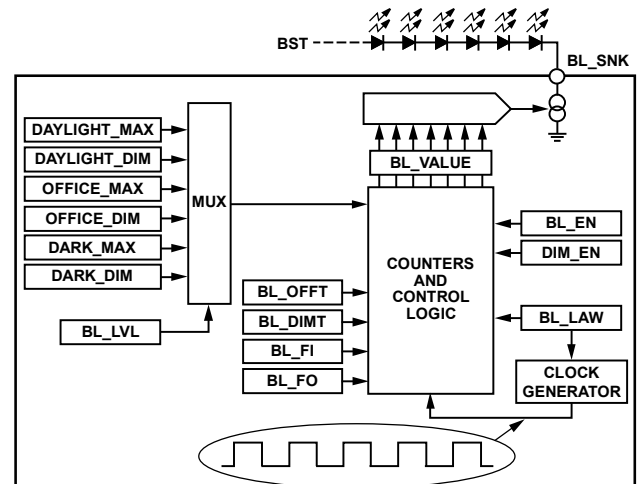 BST
BL_SNK
DAYLIGHT_MAX
DAYLIGHT_DIM
OFFICE_MAX
OFFICE_DIM
DARK_MAX
DARK_DIM
MUX
BL_LVL
BL_VALUE
COUNTERS
AND
CONTROL
LOGIC
BL_OFFT
BL_DIMT
BL_FI
BL_FO
BL_EN
DIM_EN
BL_LAW
CLOCK
GENERATOR